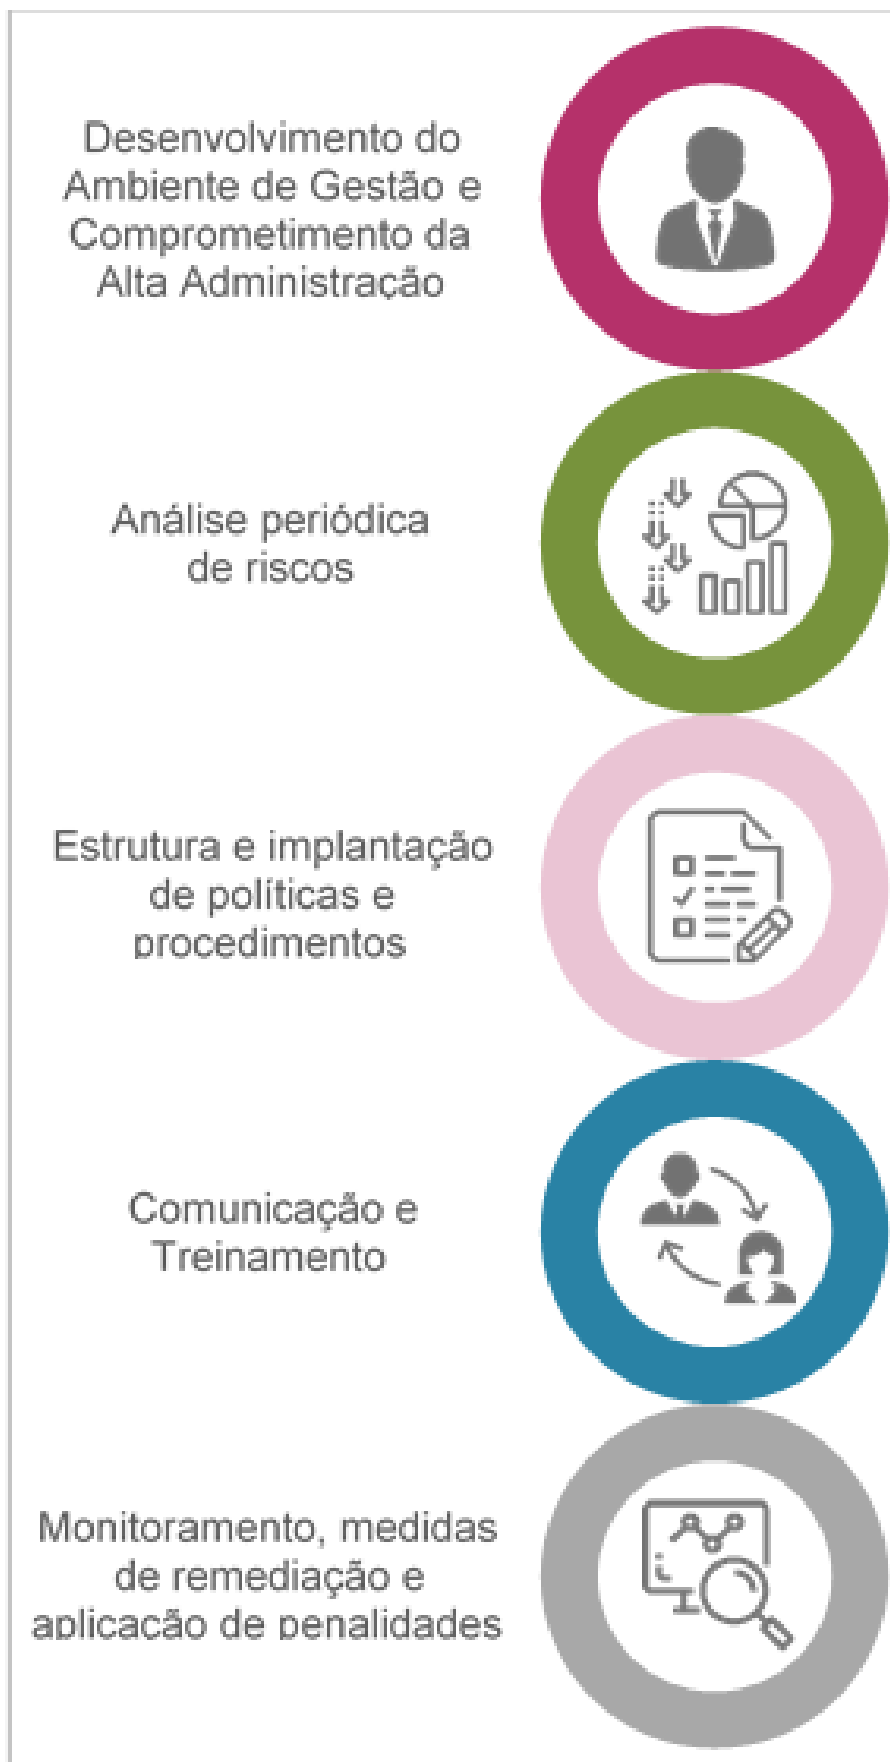 Desenvolvimento do
Ambiente de Gestão e
Comprometimento da
Alta Administração
Análise periódica
de riscos
Estrutura e implantação
de políticas e
procedimentos
Comunicação e
Treinamento
Monitoramento, medidas
de remediação e
aplicação de penalidades